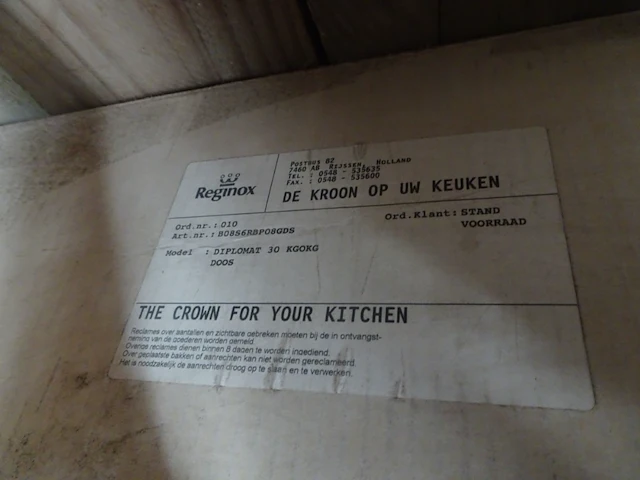 Reginox
POSTBUS 82
7460 AB RIJSSEN, HOLLAND
TEL.: 0548 - 535635
FAX.: 0548 - 535600
DE KROON OP UW KEUKEN
Ord.nr.: 010
Art.nr.: B08S6RBP08GDS
Ord.Klant: STAND
VOORRAAD
Model : DIPLOMAT 30 KGOKG
DOOS
THE CROWN FOR YOUR KITCHEN
Reclames over aantallen en zichtbare gebreken moeten bij de in ontvangst-
neming van de goederen worden gemeld.
Overige reclames dienen binnen 8 dagen te worden ingediend.
Over geplaatste bakken of aanrechten kan niet worden gereclameerd.
Het is noodzakelijk de aanrechten droog op te slaan en te verwerken.